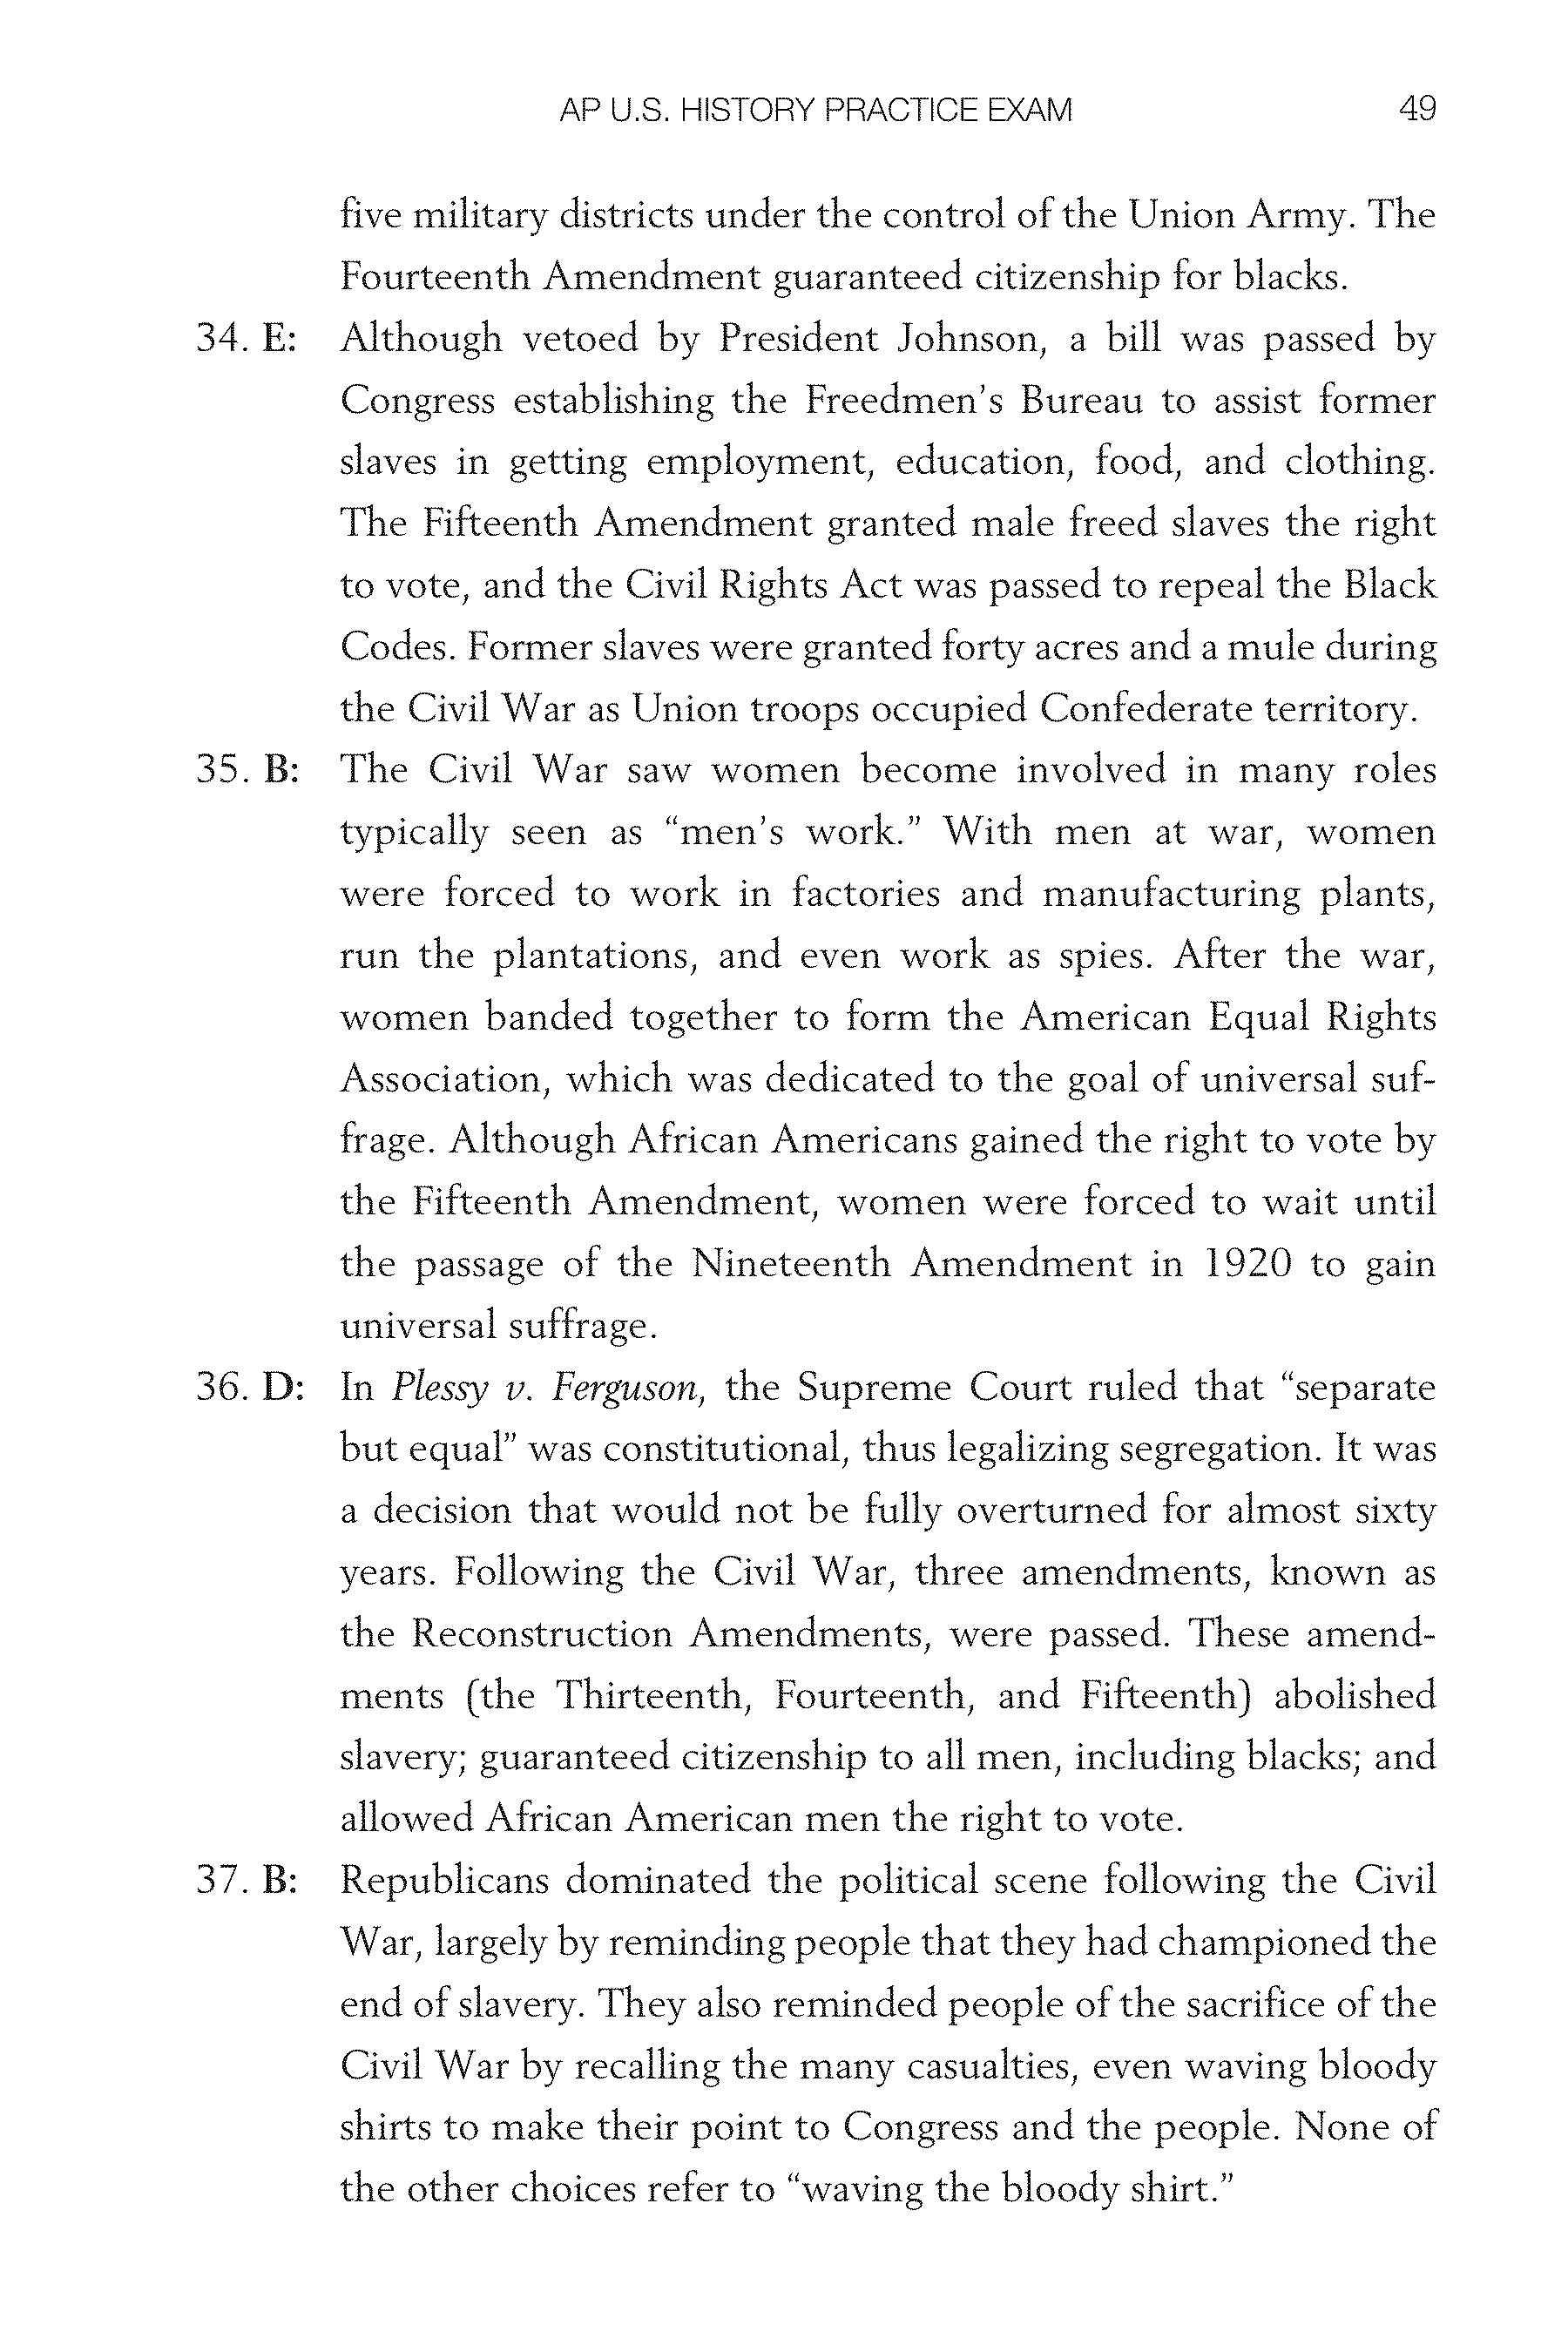 AP U.S. HISTORY PRACTICE EXAM 49
five military districts under the control of the Union Army. The
Fourteenth Amendment guaranteed citizenship for blacks.
34. E: Although vetoed by President Johnson, a bill was passed by
Congress establishing the Freedmen’s Bureau to assist former
slaves in getting employment, education, food, and clothing.
The Fifteenth Amendment granted male freed slaves the right
to vote, and the Civil Rights Act was passed to repeal the Black
Codes. Former slaves were granted forty acres and a mule during
the Civil War as Union troops occupied Confederate territory.
35. B: The Civil War saw women become involved in many roles
typically seen as “men’s work.” With men at war, women
were forced to work in factories and manufacturing plants,
run the plantations, and even work as spies. After the war,
women banded together to form the American Equal Rights
Association, which was dedicated to the goal of universal suf-
frage. Although African Americans gained the right to vote by
the Fifteenth Amendment, women were forced to wait until
the passage of the Nineteenth Amendment in 1920 to gain
universal suffrage.
36. D: In Plessy v. Ferguson, the Supreme Court ruled that “separate
but equal” was constitutional, thus legalizing segregation. It was
a decision that would not be fully overturned for almost sixty
years. Following the Civil War, three amendments, known as
the Reconstruction Amendments, were passed. These amend-
ments (the Thirteenth, Fourteenth, and Fifteenth) abolished
slavery; guaranteed citizenship to all men, including blacks; and
allowed African American men the right to vote.
37. B: Republicans dominated the political scene following the Civil
War, largely by reminding people that they had championed the
end of slavery. They also reminded people of the sacrifice of the
Civil War by recalling the many casualties, even waving bloody
shirts to make their point to Congress and the people. None of
the other choices refer to “waving the bloody shirt.”